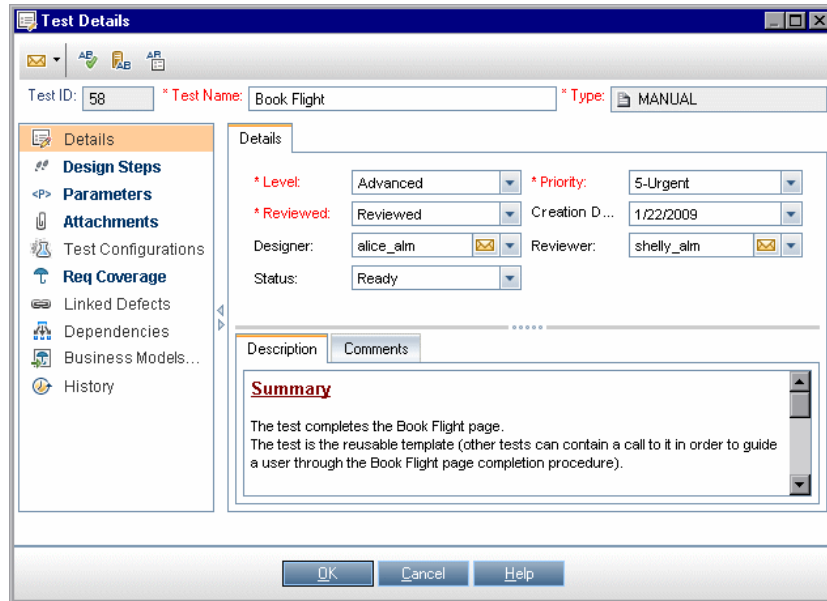 Test Details
Test ID: 58 * Test Name: Book Flight * Type: MANUAL
Details
Design Steps
Parameters
Attachments
Test Configurations
Req Coverage
Linked Defects
Dependencies
Business Models...
History
Details
* Level: Advanced * Priority: 5-Urgent
* Reviewed: Reviewed Creation D... 1/22/2009
Designer: alice_alm Reviewer: shelly_alm
Status: Ready
Description Comments
Summary
The test completes the Book Flight page.
The test is the reusable template (other tests can contain a call to it in order to guide
a user through the Book Flight page completion procedure).
OK Cancel Help